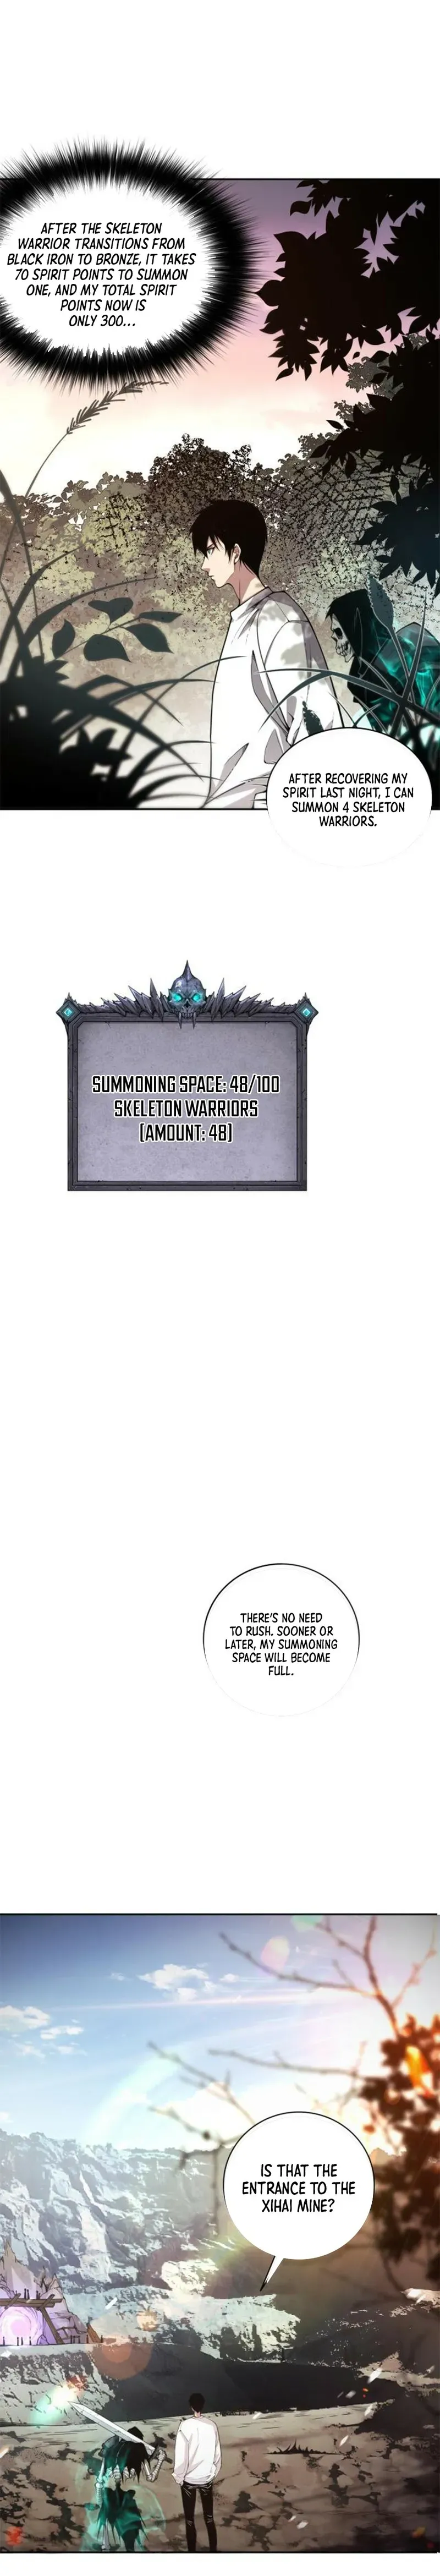 AFTER THE SKELETON
WARRIOR TRANSITIONS FROM
BLACK IRON TO BRONZE, IT TAKES
70 SPIRIT POINTS TO SUMMON
ONE, AND MY TOTAL SPIRIT
POINTS NOW IS
ONLY 300...
AFTER RECOVERING MY
SPIRIT LAST NIGHT, I CAN
SUMMON 4 SKELETON
WARRIORS.
SUMMONING SPACE: 48/100
SKELETON WARRIORS
[AMOUNT: 48]
THERE'S NO NEED
TO RUSH. SOONER OR
LATER, MY SUMMONING
SPACE WILL BECOME
FULL.
IS THAT THE
ENTRANCE TO THE
XIHAI MINE?